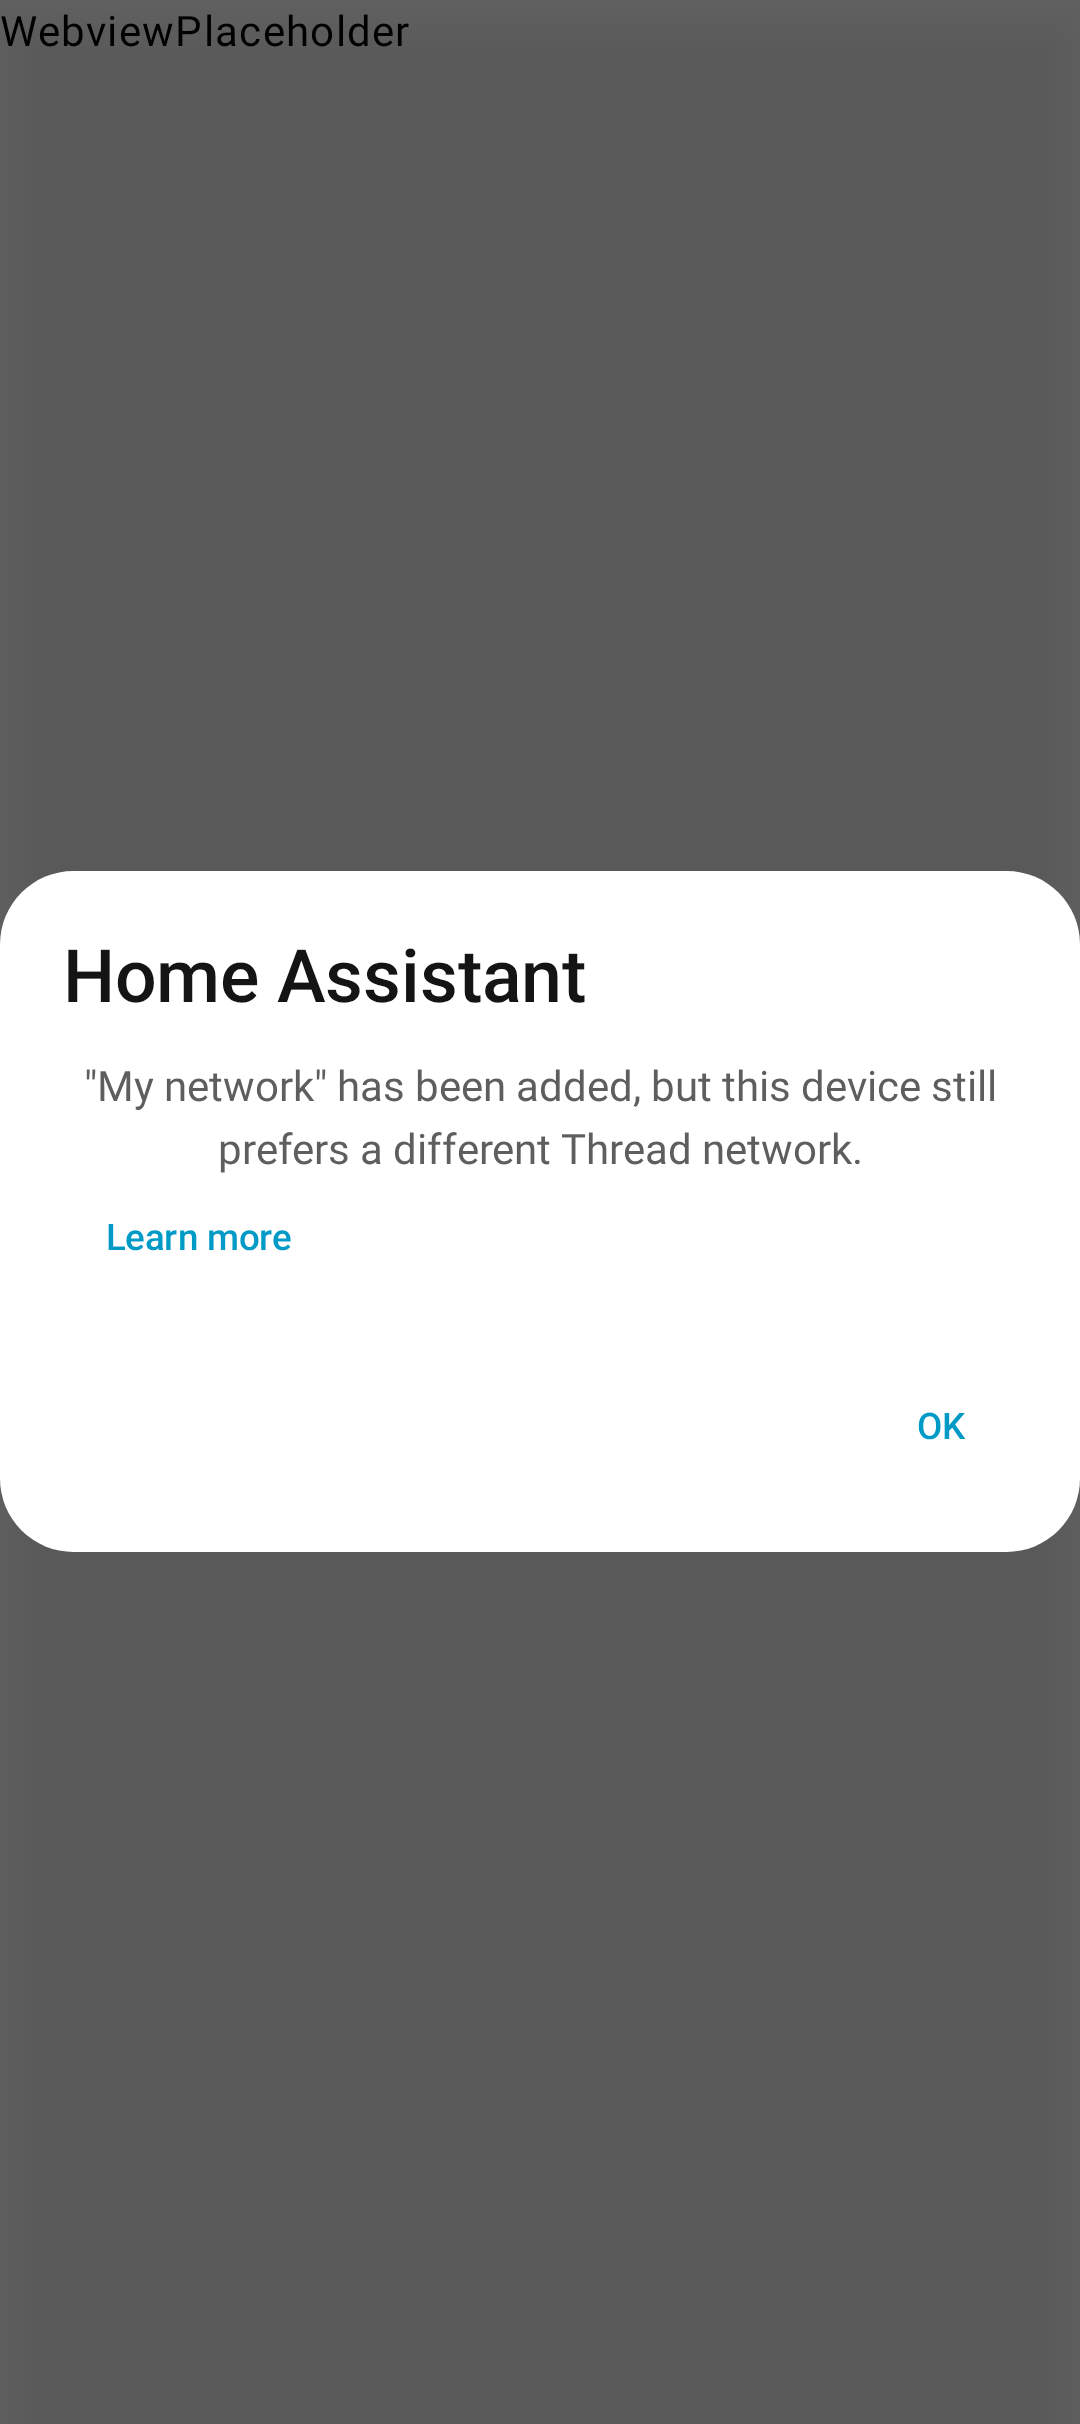 WebviewPlaceholder
Home Assistant
"My network" has been added, but this device still
prefers a different Thread network.
Learn more
OK